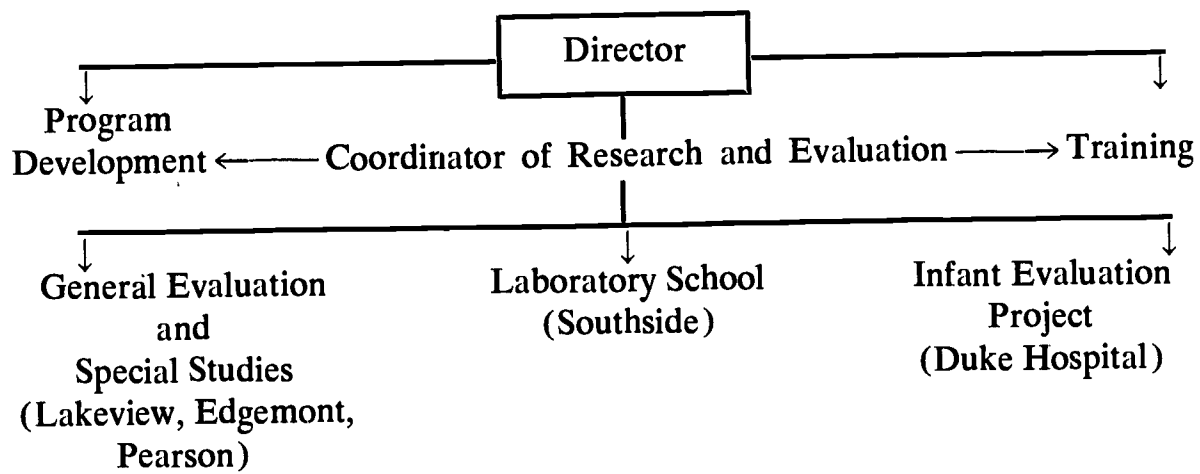 Director
Program
Development
Coordinator of Research and Evaluation
Training
General Evaluation
and
Special Studies
(Lakeview, Edgemont,
Pearson)
Laboratory School
(Southside)
Infant Evaluation
Project
(Duke Hospital)